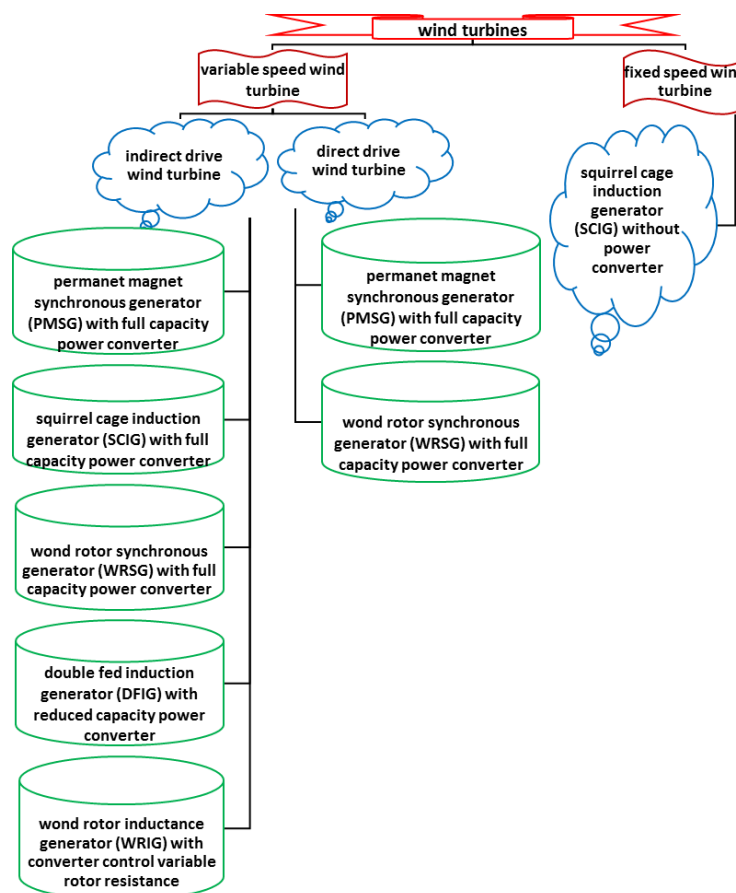 wind turbines
variable speed wind
turbine
fixed speed win
turbine
indirect drive
wind turbine
direct drive
wind turbine
squirrel cage
induction
generator
(SCIG) without
power
converter
permanet magnet
synchronous generator
(PMSG) with full capacity
power converter
squirrel cage induction
generator (SCIG) with full
capacity power converter
wond rotor synchronous
generator (WRSG) with full
capacity power converter
double fed induction
generator (DFIG) with
reduced capacity power
converter
wond rotor inductance
generator (WRIG) with
converter control variable
rotor resistance
permanet magnet
synchronous generator
(PMSG) with full capacity
power converter
wond rotor synchronous
generator (WRSG) with full
capacity power converter